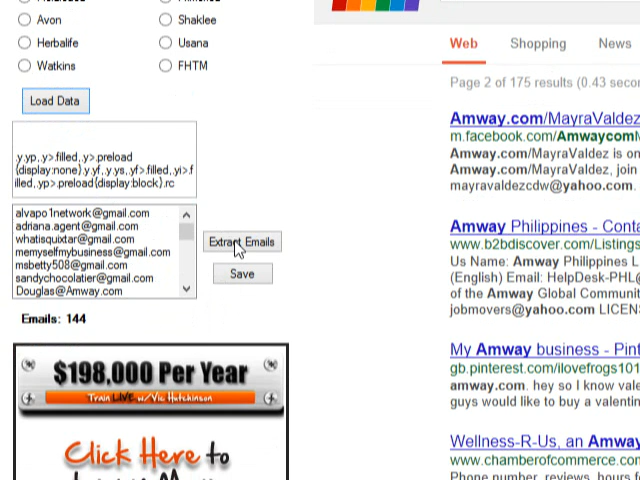 Avon
Shaklee
Herbalife
Usana
Watkins
FHTM
Load Data
.y.yp,.y>.filled,.y>.preload
{display:none}.y.yf,.y.ys,.yf>.filled,.yi>.f
illed,.yp>.preload{display:block}.rc
alvapo1network@gmail.com
adriana.agent@gmail.com
whatisquixtar@gmail.com
memyselfmybusiness@gmail.com
msbetty508@gmail.com
sandychocolatier@gmail.com
Douglas@Amway.com
Extract Emails
Save
Emails: 144
$198,000 Per Year
Train LIVE w/Vic Hutchinson
Click Here to
Web
Shopping
News
Page 2 of 175 results (0.43 secon
Amway.com/MayraValdez
m.facebook.com/Amwaycom
Amway.com/MayraValdez is on
Amway.com/MayraValdez, join
mayravaldezcdw@yahoo.com.
Amway Philippines - Conta
www.b2bdiscover.com/Listings
Us Name: Amway Philippines L
(English) Email: HelpDesk-PHL@
of the Amway Global Communit
jobmovers@yahoo.com LICEN
My Amway business - Pint
gb.pinterest.com/ilovefrogs101
amway.com. hey so I know vale
guys would like to buy a valentin
Wellness-R-Us, an Amway
www.chamberofcommerce.com
Phone number, reviews, hours f